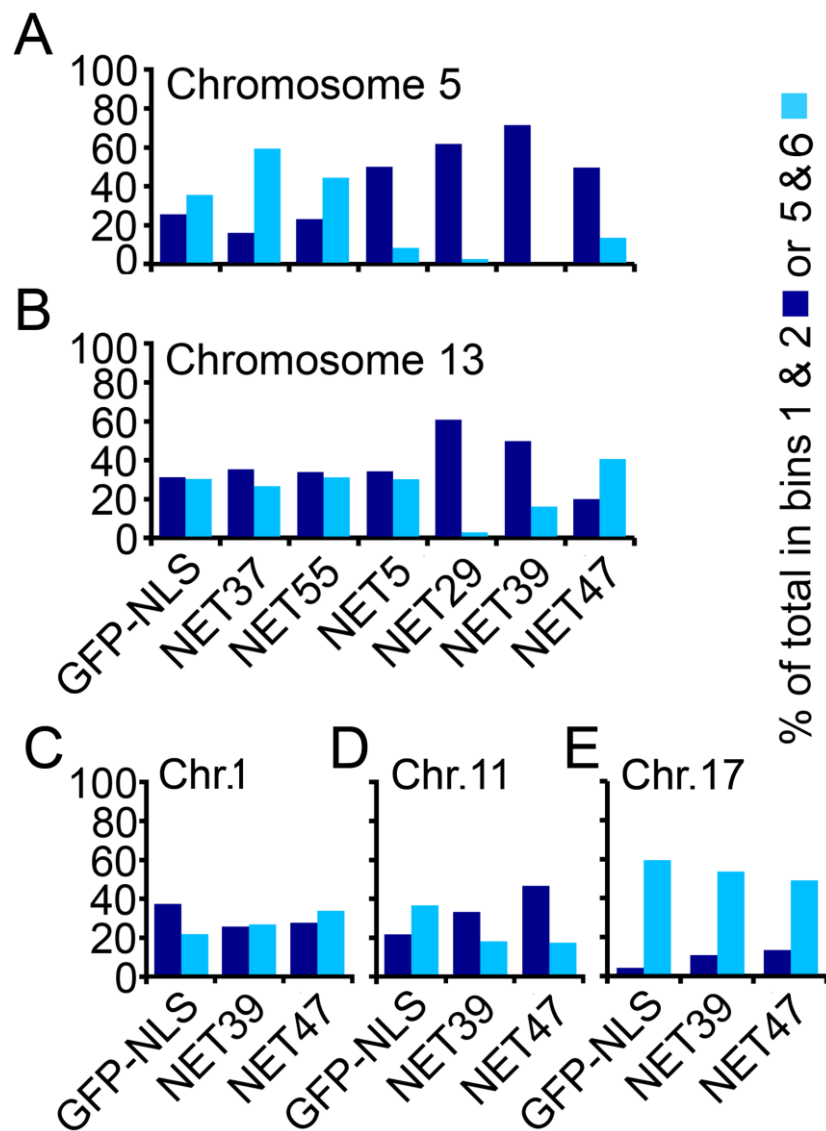 A
100
80
60
40
20
0
Chromosome 5
B
100
80
60
40
20
0
Chromosome 13
GFP-NLS
NET37
NET55
NET5
NET29
NET39
NET47
% of total in bins 1 & 2 or 5 & 6
C
100
80
60
40
20
0
Chr.1
GFP-NLS
NET39
NET47
D
Chr.11
GFP-NLS
NET39
NET47
E
Chr.17
GFP-NLS
NET39
NET47